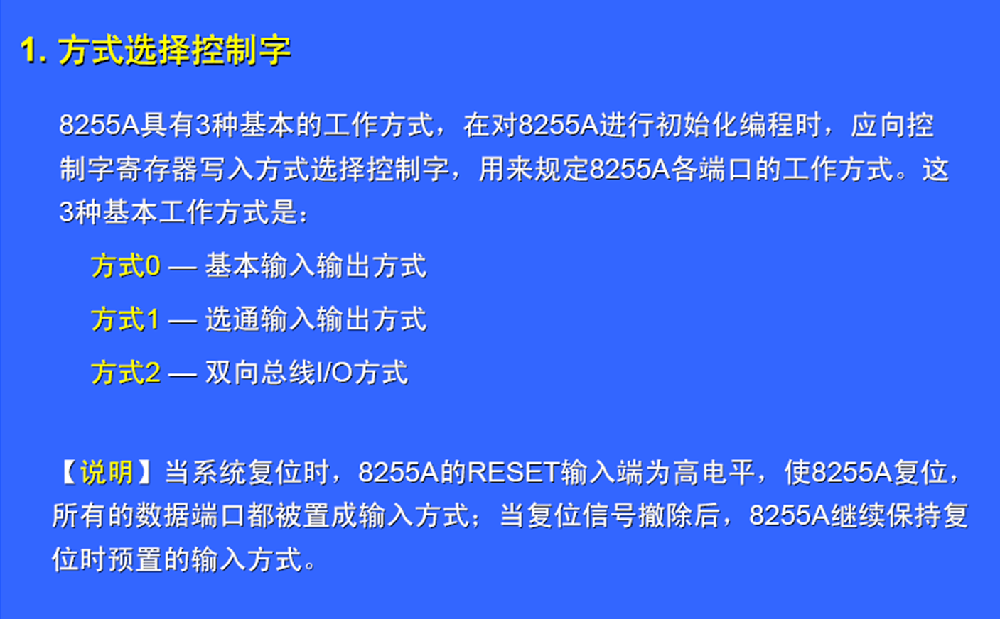 1. 方式选择控制字
8255A具有3种基本的工作方式，在对8255A进行初始化编程时，应向控
制字寄存器写入方式选择控制字，用来规定8255A各端口的工作方式。这
3种基本工作方式是：
方式0 — 基本输入输出方式
方式1 — 选通输入输出方式
方式2 — 双向总线I/O方式
【说明】当系统复位时，8255A的RESET输入端为高电平，使8255A复位，
所有的数据端口都被置成输入方式；当复位信号撤除后，8255A继续保持复
位时预置的输入方式。